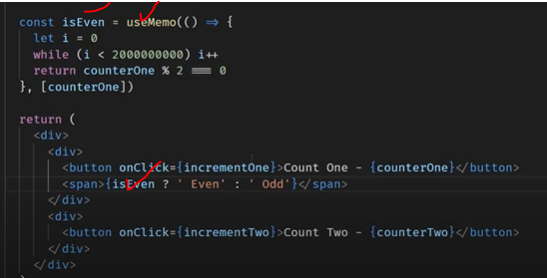 const isEven = useMemo(() => {
let i = 0
while (i < 2000000000) i++
return counterOne % 2 === 0
}, [counterOne])
return (
<div>
<div>
<button onClick={incrementOne}>Count One - {counterOne}</button>
<span>{isEven ? ' Even' : ' Odd'}</span>
</div>
<div>
<button onClick={incrementTwo}>Count Two - {counterTwo}</button>
</div>
</div>